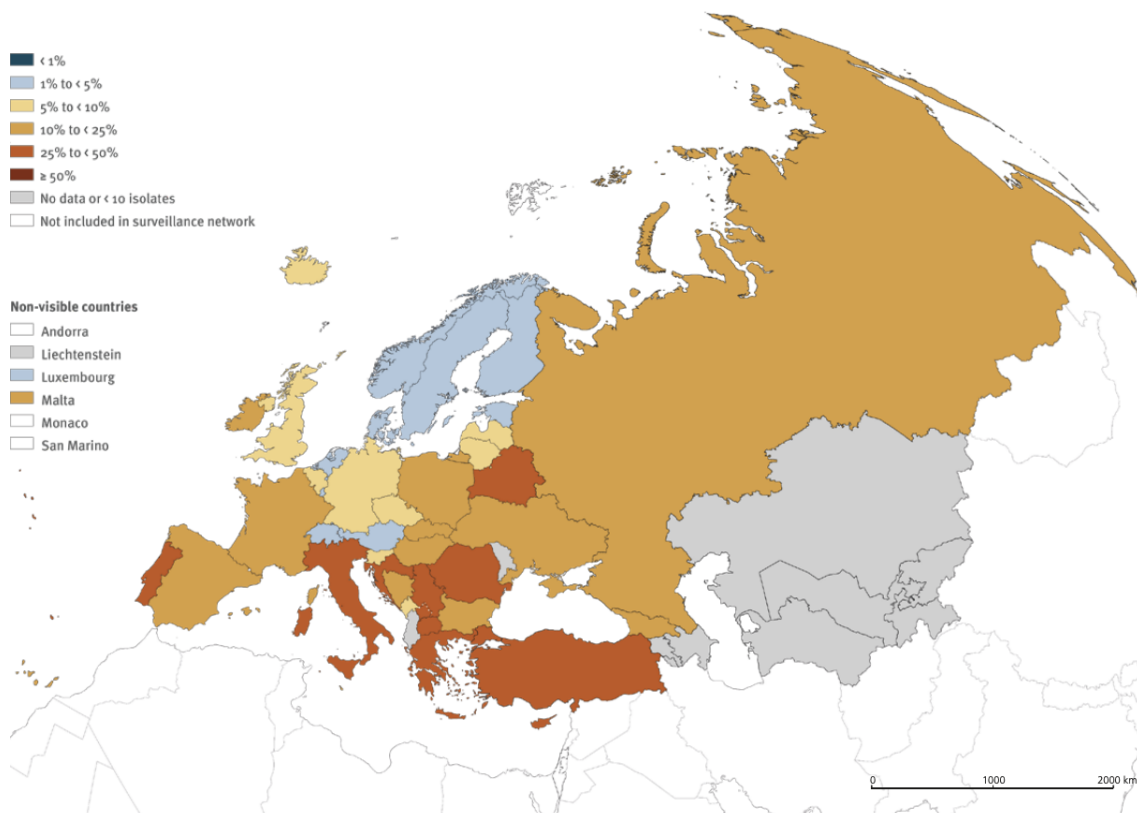 < 1%
1% to < 5%
5% to < 10%
10% to < 25%
25% to < 50%
≥ 50%
No data or < 10 isolates
Not included in surveillance network
Non-visible countries
Andorra
Liechtenstein
Luxembourg
Malta
Monaco
San Marino
0 1000 2000 km